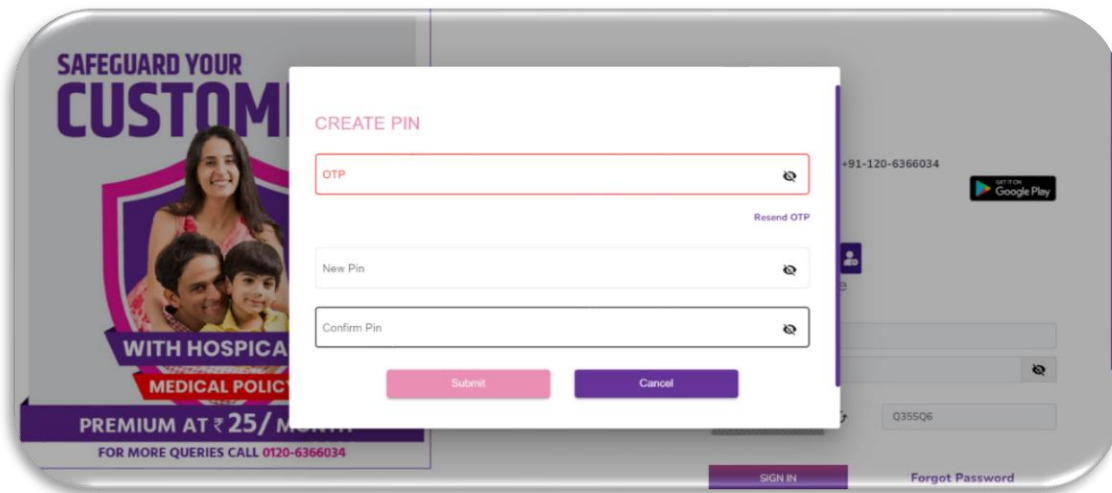 SAFEGUARD YOUR
CUSTOM
WITH HOSPICA
MEDICAL POLIC
PREMIUM AT ₹ 25/
FOR MORE QUERIES CALL 0120-6366034
CREATE PIN
OTP
Resend OTP
New Pin
Confirm Pin
Submit
Cancel
+91-120-6366034
GET IT ON
Google Play
Q355Q6
SIGN IN
Forgot Password